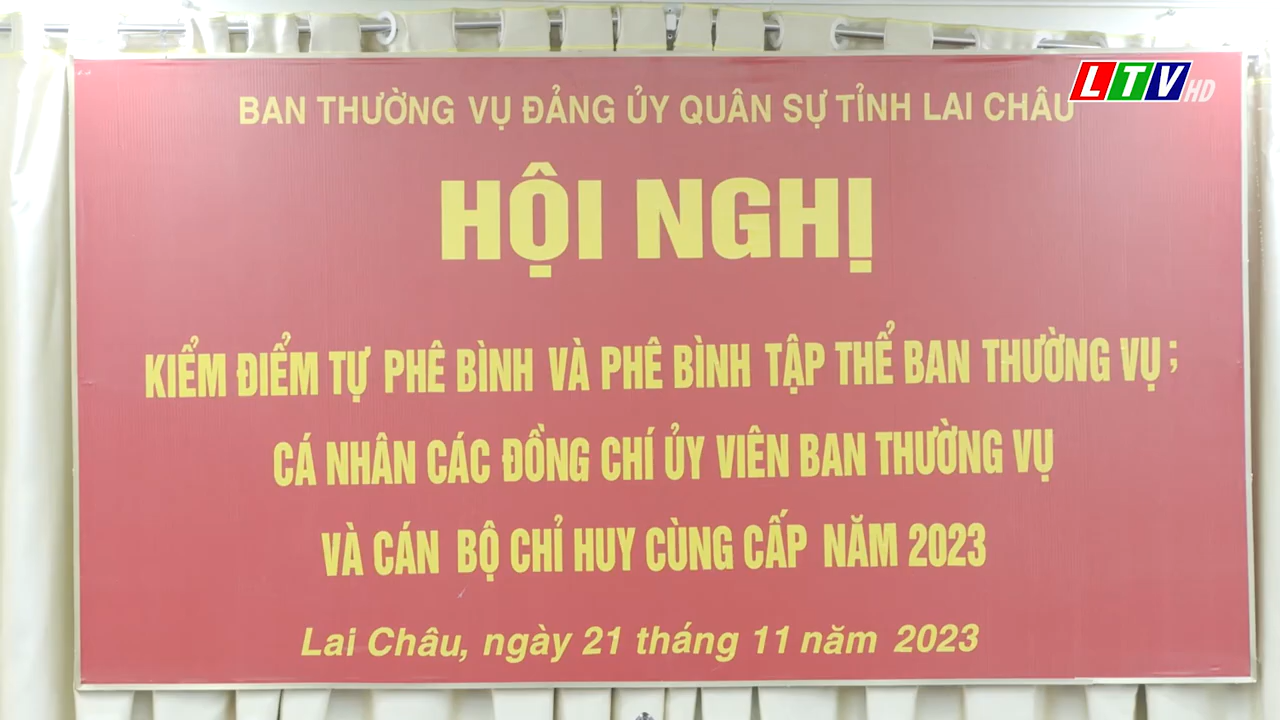 LTV HD
BAN THƯỜNG VỤ ĐẢNG ỦY QUÂN SỰ TỈNH LAI CHÂU
HỘI NGHỊ
KIỂM ĐIỂM TỰ PHÊ BÌNH VÀ PHÊ BÌNH TẬP THỂ BAN THƯỜNG VỤ;
CÁ NHÂN CÁC ĐỒNG CHÍ ỦY VIÊN BAN THƯỜNG VỤ
VÀ CÁN BỘ CHỈ HUY CÙNG CẤP NĂM 2023
Lai Châu, ngày 21 tháng 11 năm 2023